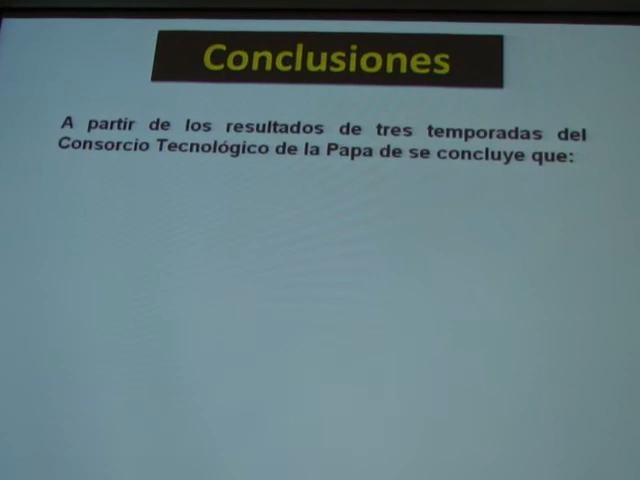 Conclusiones
A partir de los resultados de tres temporadas del
Consorcio Tecnológico de la Papa de se concluye que: